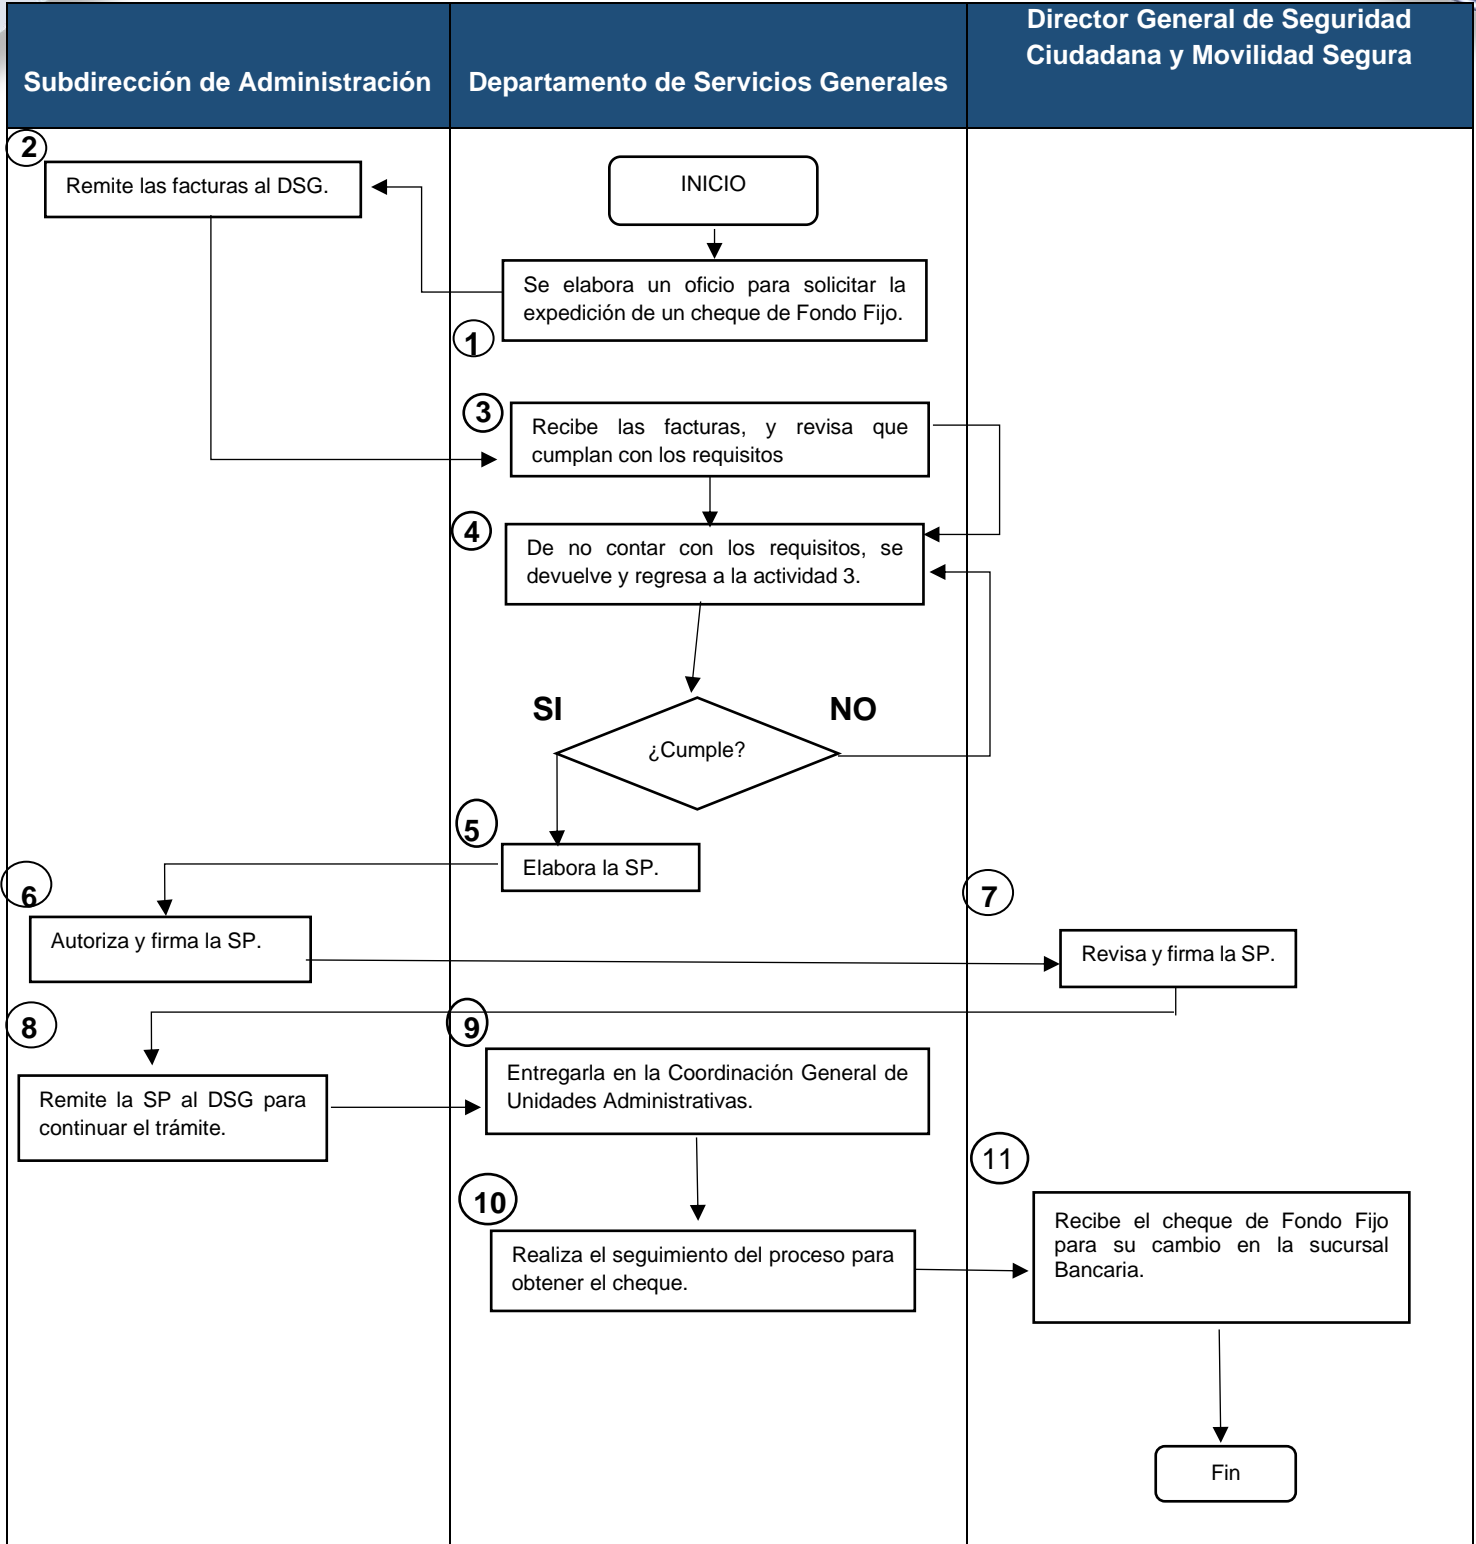 Subdirección de Administración
Departamento de Servicios Generales
Director General de Seguridad
Ciudadana y Movilidad Segura
2
Remite las facturas al DSG.
INICIO
Se elabora un oficio para solicitar la
expedición de un cheque de Fondo Fijo.
1
3
Recibe las facturas, y revisa que
cumplan con los requisitos
4
De no contar con los requisitos, se
devuelve y regresa a la actividad 3.
SI
NO
¿Cumple?
5
Elabora la SP.
6
Autoriza y firma la SP.
7
Revisa y firma la SP.
8
Remite la SP al DSG para
continuar el trámite.
9
Entregarla en la Coordinación General de
Unidades Administrativas.
10
Realiza el seguimiento del proceso para
obtener el cheque.
11
Recibe el cheque de Fondo Fijo
para su cambio en la sucursal
Bancaria.
Fin